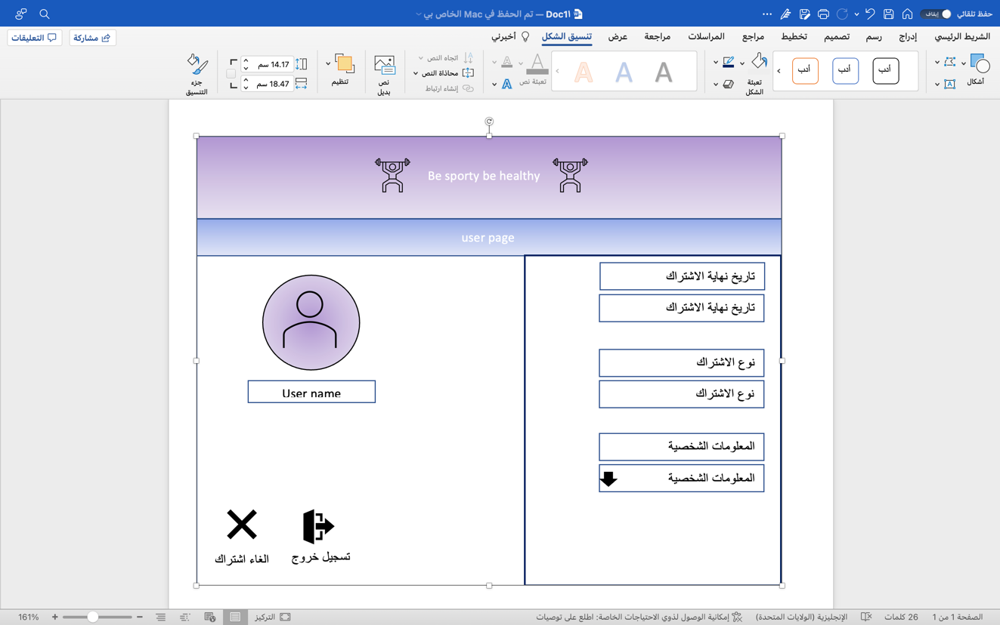 حفظ تلقائي
إيقاف
Doc11 — تم الحفظ في Mac الخاص بي
الشريط الرئيسي
إدراج
رسم
تصميم
تخطيط
مراجع
المراسلات
مراجعة
عرض
تنسيق الشكل
أخبرني
مشاركة
التعليقات
أشكال
أدب
أدب
أدب
تعبئة الشكل
A
A
A
تعبئة نص
اتجاه النص
محاذاة النص
إنشاء ارتباط
نص بديل
تنظيم
14.17 سم
18.47 سم
جزء التنسيق
Be sporty be healthy
user page
تاريخ نهاية الاشتراك
تاريخ نهاية الاشتراك
نوع الاشتراك
نوع الاشتراك
المعلومات الشخصية
المعلومات الشخصية
User name
تسجيل خروج
الغاء اشتراك
الصفحة 1 من 1
26 كلمات
الإنجليزية (الولايات المتحدة)
إمكانية الوصول لذوي الاحتياجات الخاصة: اطلع على توصيات
التركيز
161%